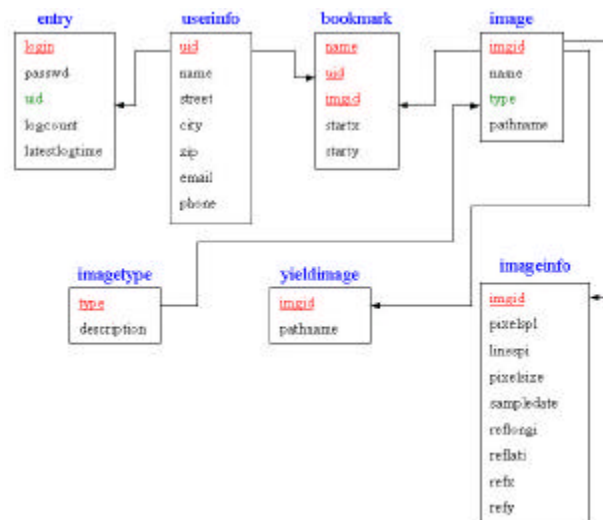 entry
login
passwd
uid
logcount
latestlogtime
userinfo
uid
name
street
city
zip
email
phone
bookmark
name
uid
imgid
startx
starty
image
imgid
name
type
pathname
imagetype
type
description
yieldimage
imgid
pathname
imageinfo
imgid
pixelspl
linespi
pixelsize
sampledate
reflongi
reflati
refx
refy